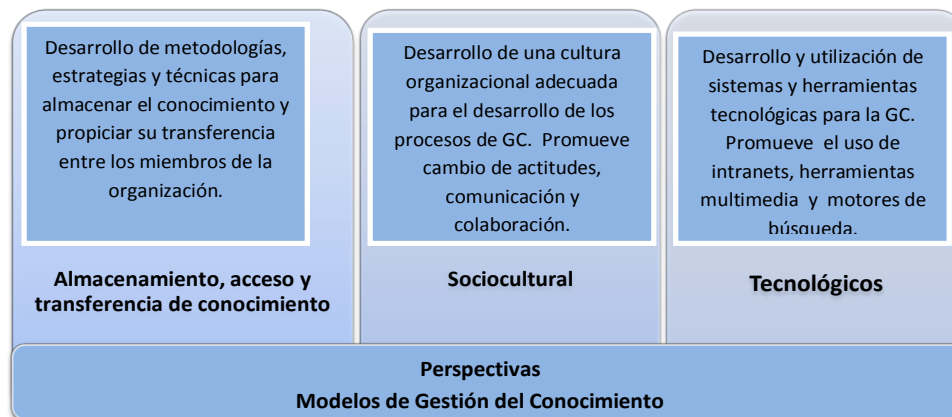 Desarrollo de metodologías,
estrategias y técnicas para
almacenar el conocimiento y
propiciar su transferencia
entre los miembros de la
organización.
Almacenamiento, acceso y
transferencia de conocimiento
Desarrollo de una cultura
organizacional adecuada
para el desarrollo de los
procesos de GC. Promueve
cambio de actitudes,
comunicación y
colaboración.
Sociocultural
Desarrollo y utilización de
sistemas y herramientas
tecnológicas para la GC.
Promueve el uso de
intranets, herramientas
multimedia y motores de
búsqueda.
Tecnológicos
Perspectivas
Modelos de Gestión del Conocimiento